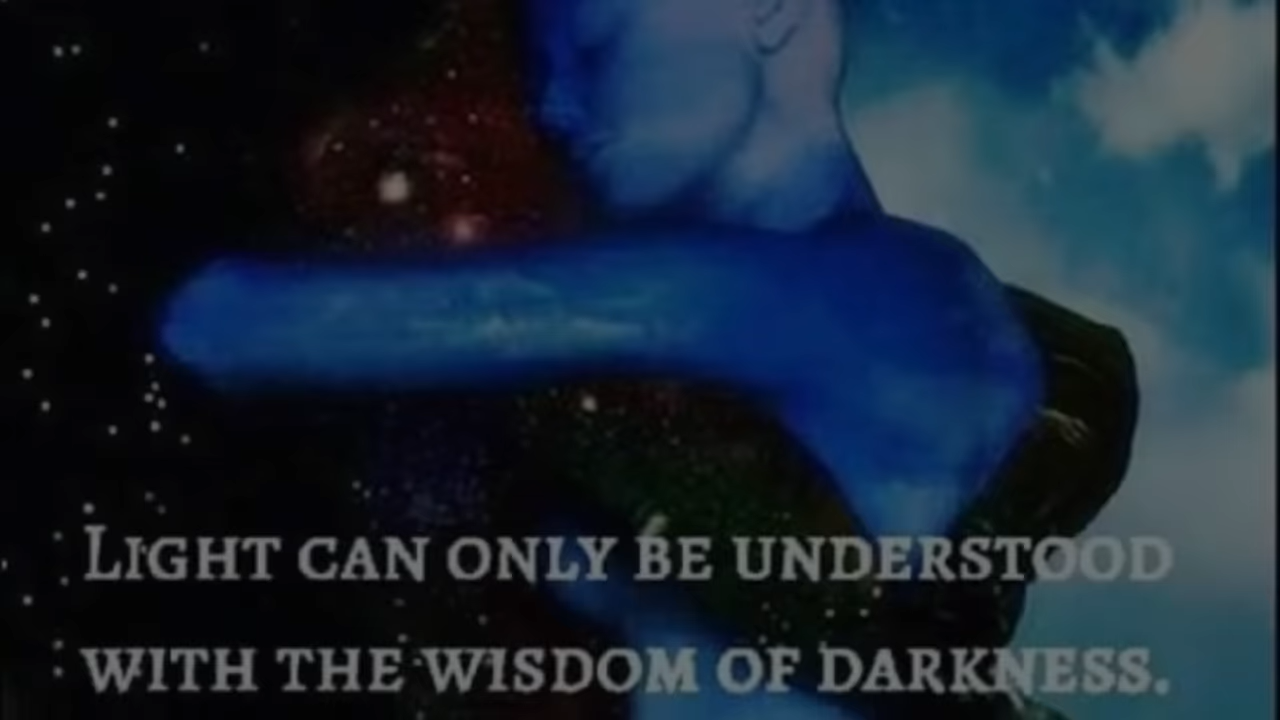 Light can only be understood
with the wisdom of darkness.